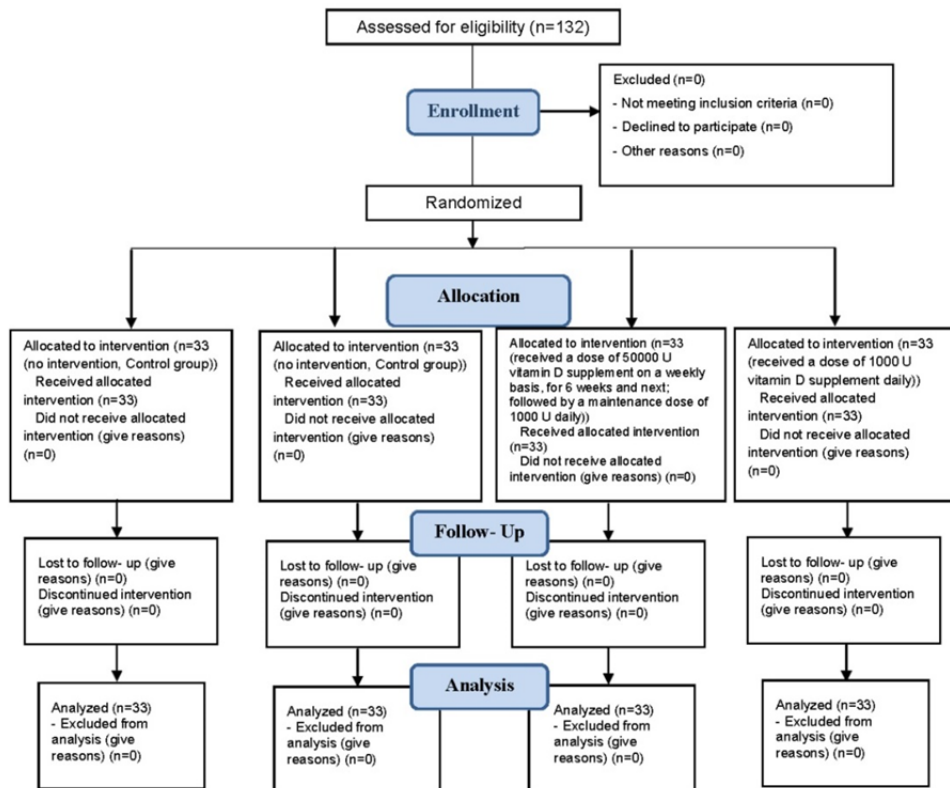 Assessed for eligibility (n=132)
Enrollment
Excluded (n=0)
- Not meeting inclusion criteria (n=0)
- Declined to participate (n=0)
- Other reasons (n=0)
Randomized
Allocation
Allocated to intervention (n=33
(no intervention, Control group))
Received allocated
intervention (n=33)
Did not receive allocated
intervention (give reasons)
(n=0)
Allocated to intervention (n=33
(no intervention, Control group))
Received allocated
intervention (n=33)
Did not receive allocated
intervention (give reasons)
(n=0)
Allocated to intervention (n=33
(received a dose of 50000 U
vitamin D supplement on a weekly
basis, for 6 weeks and next;
followed by a maintenance dose of
1000 U daily))
Received allocated intervention
(n=33)
Did not receive allocated
intervention (give reasons) (n=0)
Allocated to intervention (n=33
(received a dose of 1000 U
vitamin D supplement daily))
Received allocated
intervention (n=33)
Did not receive allocated
intervention (give reasons)
(n=0)
Follow- Up
Lost to follow- up (give
reasons) (n=0)
Discontinued intervention
(give reasons) (n=0)
Lost to follow- up (give
reasons) (n=0)
Discontinued intervention
(give reasons) (n=0)
Lost to follow- up (give
reasons) (n=0)
Discontinued intervention
(give reasons) (n=0)
Lost to follow- up (give
reasons) (n=0)
Discontinued intervention
(give reasons) (n=0)
Analysis
Analyzed (n=33)
- Excluded from
analysis (give
reasons) (n=0)
Analyzed (n=33)
- Excluded from
analysis (give
reasons) (n=0)
Analyzed (n=33)
- Excluded from
analysis (give
reasons) (n=0)
Analyzed (n=33)
- Excluded from
analysis (give
reasons) (n=0)